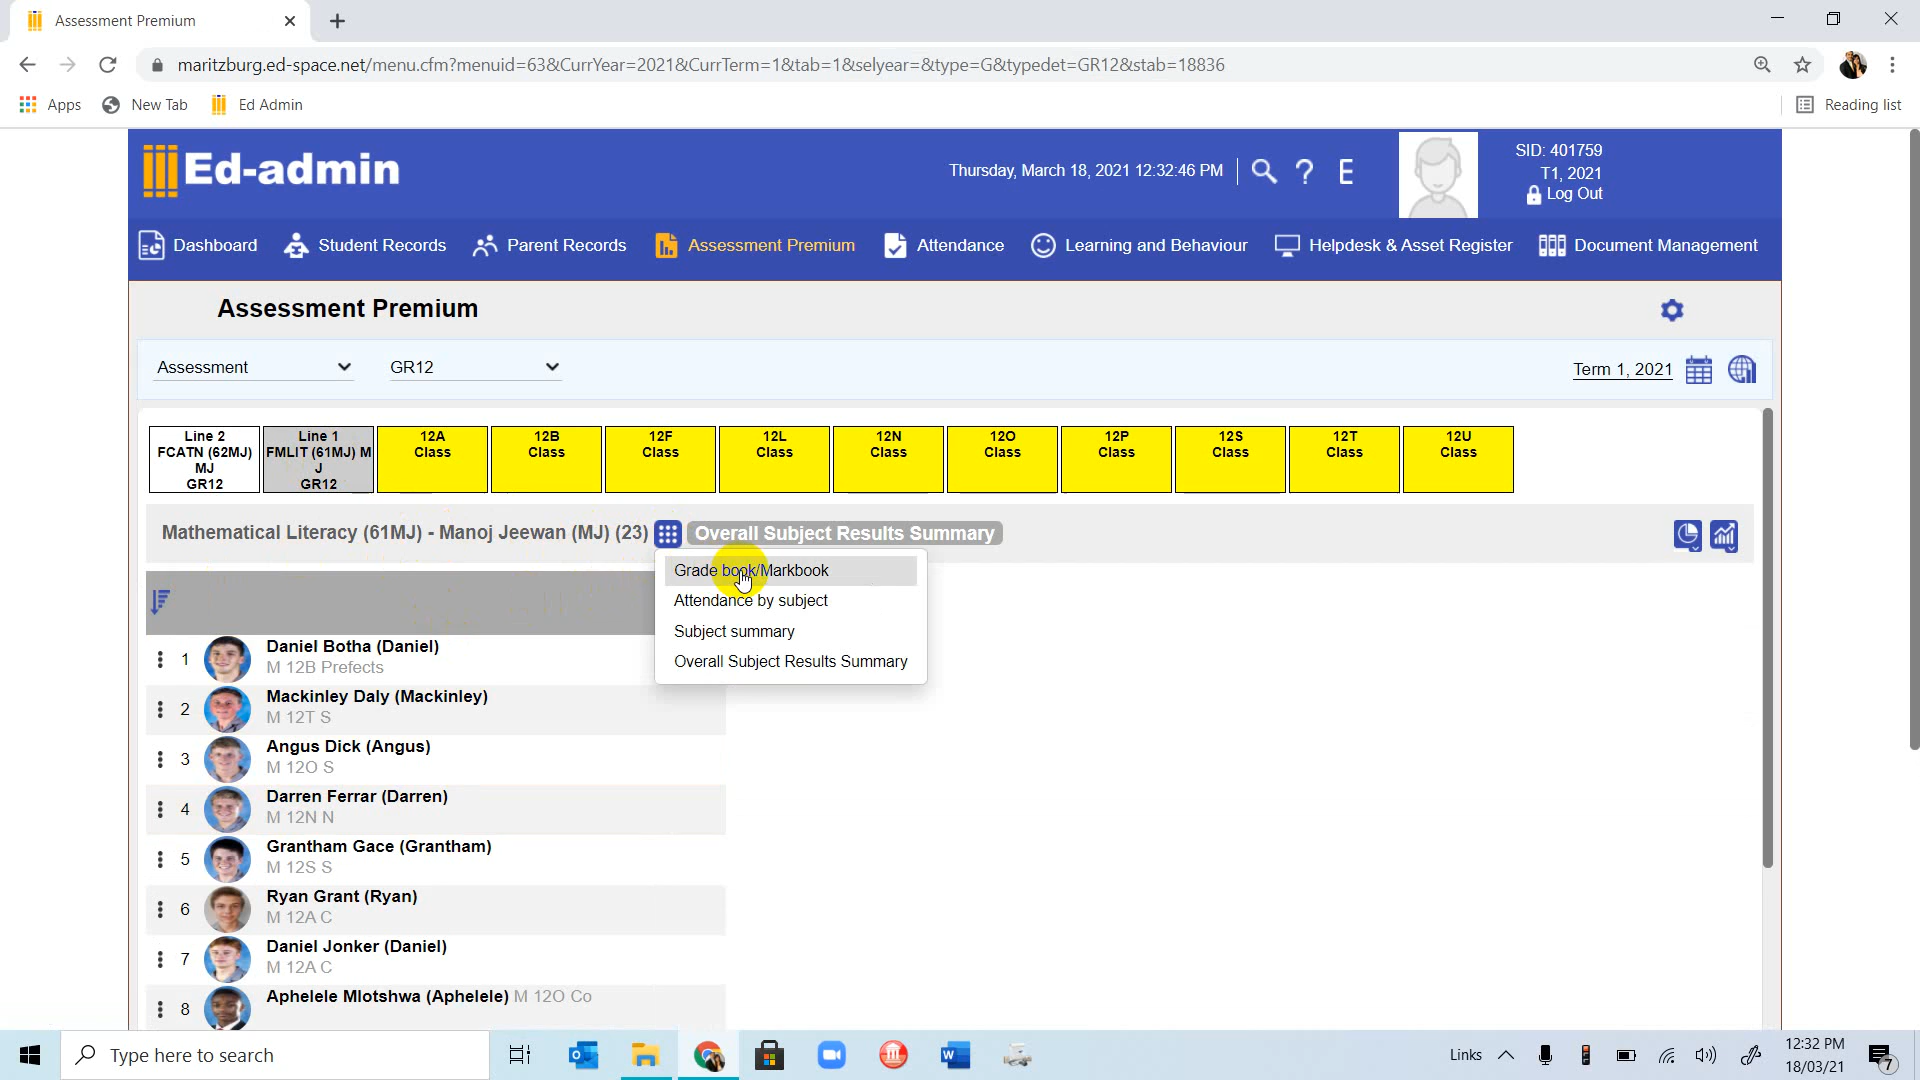 Assessment Premium
maritzburg.ed-space.net/menu.cfm?menuid=63&CurrYear=2021&CurrTerm=1&tab=1&selyear=&type=G&typedet=GR12&stab=18836
Apps New Tab Ed Admin Reading list
Ed-admin
Thursday, March 18, 2021 12:32:46 PM
? E
SID: 401759
T1, 2021
Log Out
Dashboard Student Records Parent Records Assessment Premium Attendance Learning and Behaviour Helpdesk & Asset Register Document Management
Assessment Premium
Assessment GR12 Term 1, 2021
Line 2
FCATN (62MJ)
MJ
GR12
Line 1
FMLIT (61MJ) M
J
GR12
12A
Class
12B
Class
12F
Class
12L
Class
12N
Class
12O
Class
12P
Class
12S
Class
12T
Class
12U
Class
Mathematical Literacy (61MJ) - Manoj Jeewan (MJ) (23) Overall Subject Results Summary
Grade book/Markbook
Attendance by subject
Subject summary
Overall Subject Results Summary
1 Daniel Botha (Daniel)
M 12B Prefects
2 Mackinley Daly (Mackinley)
M 12T S
3 Angus Dick (Angus)
M 12O S
4 Darren Ferrar (Darren)
M 12N N
5 Grantham Gace (Grantham)
M 12S S
6 Ryan Grant (Ryan)
M 12A C
7 Daniel Jonker (Daniel)
M 12A C
8 Aphelele Mlotshwa (Aphelele) M 12O Co
Type here to search
Links
12:32 PM
18/03/21
7